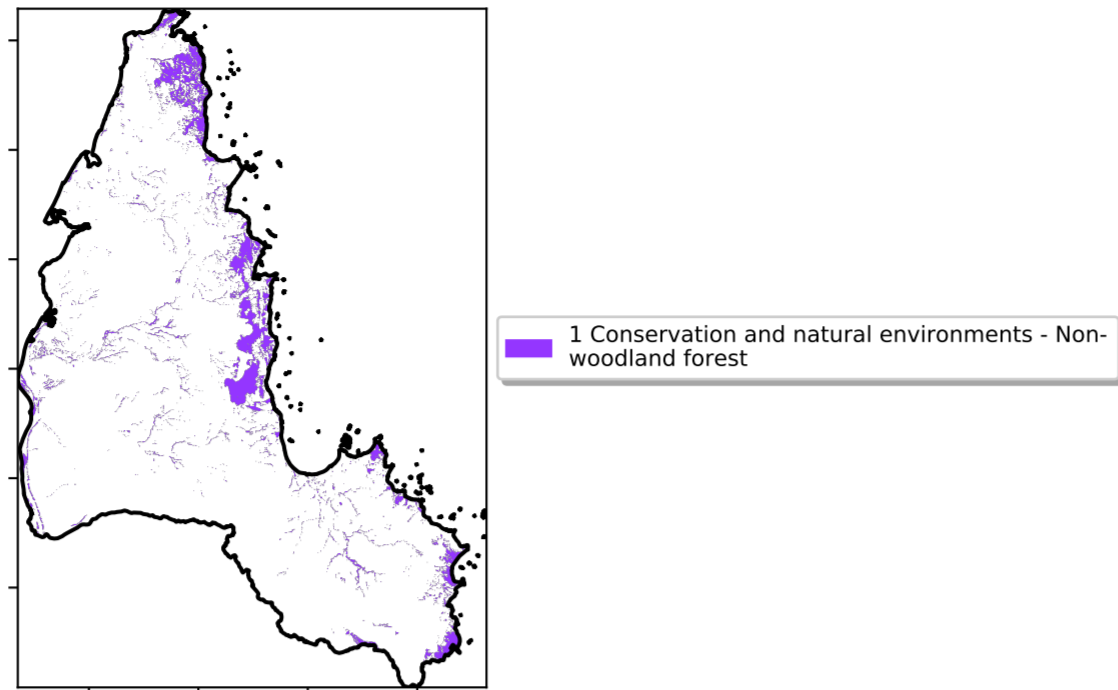 1 Conservation and natural environments - Non-
woodland forest